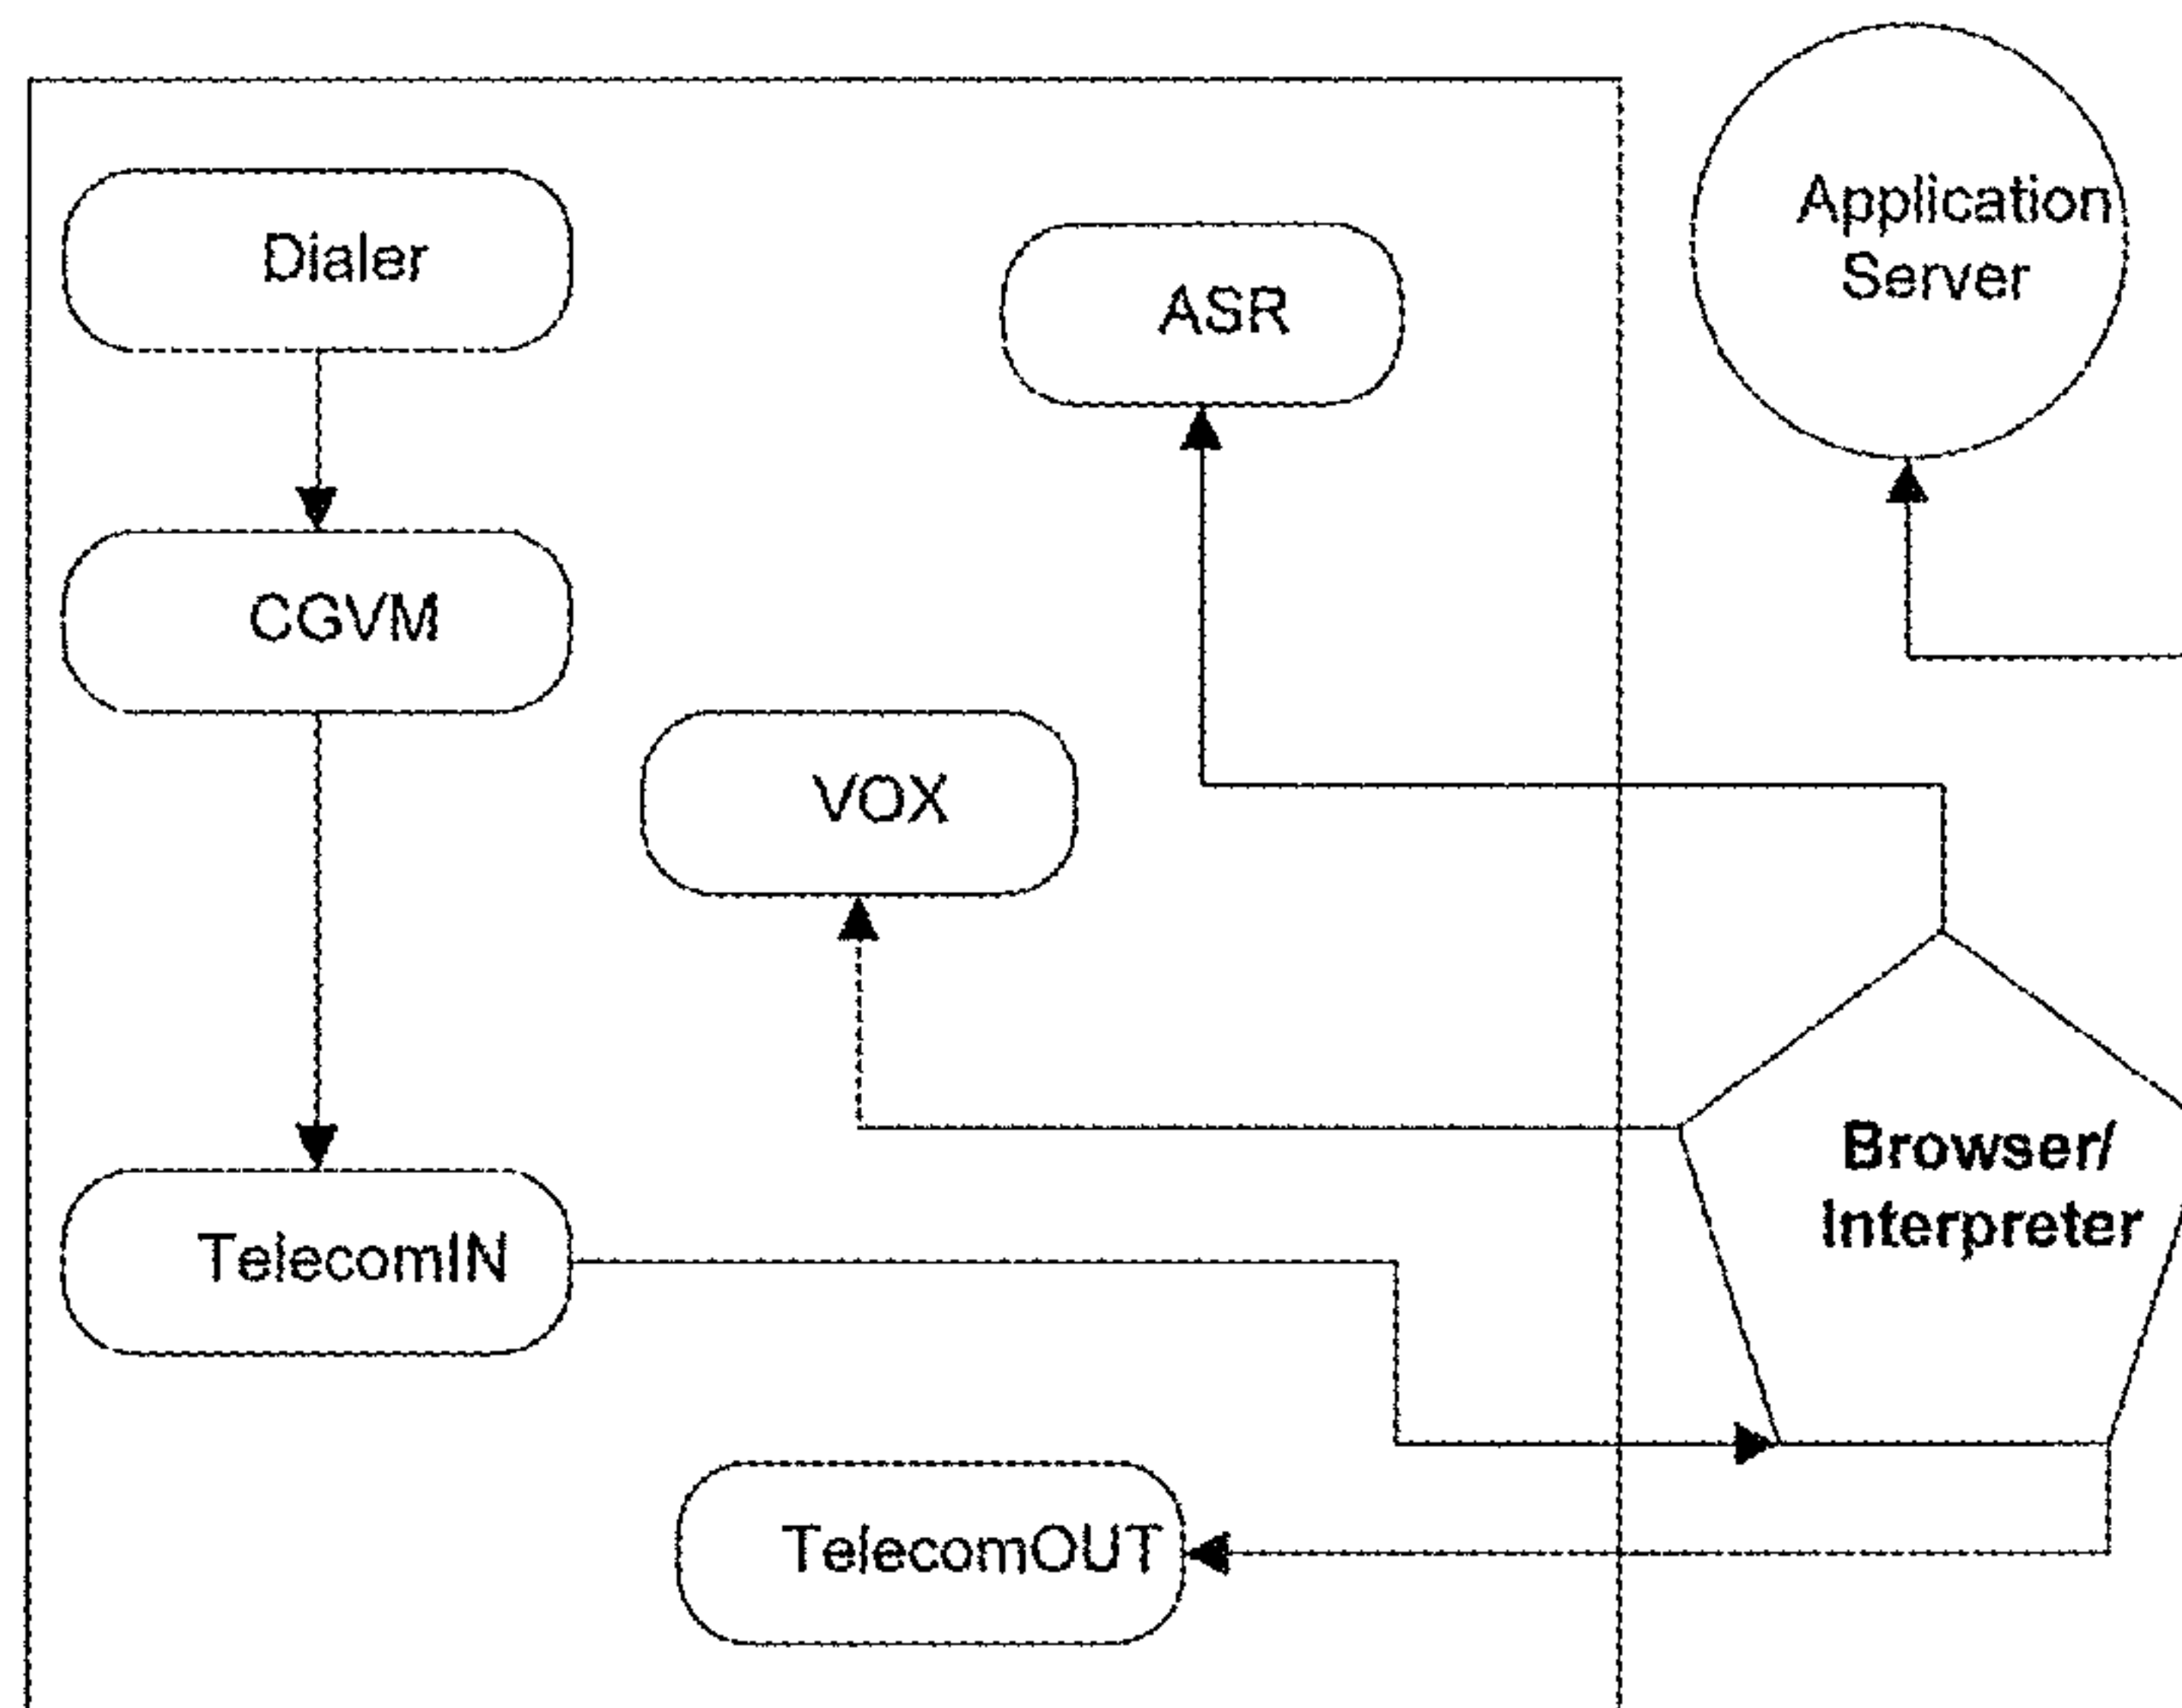 Dialer
ASR
Application
Server
CGVM
VOX
Browser/
Interpreter
TelecomIN
TelecomOUT